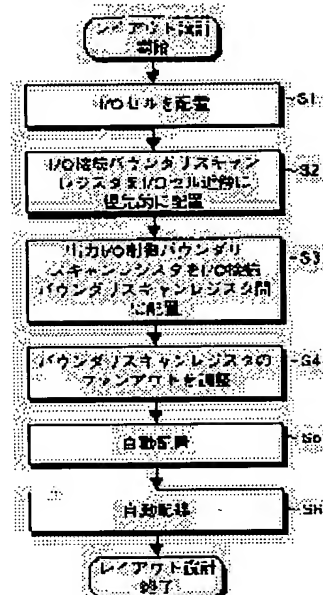 レイアウト設計
開始
I/Oセルを配置
S1
I/O接続バウンダリスキャン
レジスタをI/Oセル近傍に
優先的に配置
S2
出力I/O制御バウンダリ
スキャンレジスタをI/O接続
バウンダリスキャンレジスタ間
に配置
S3
バウンダリスキャンレジスタの
ファンアウトを調整
S4
自動配置
S5
自動配線
S6
レイアウト設計
終了